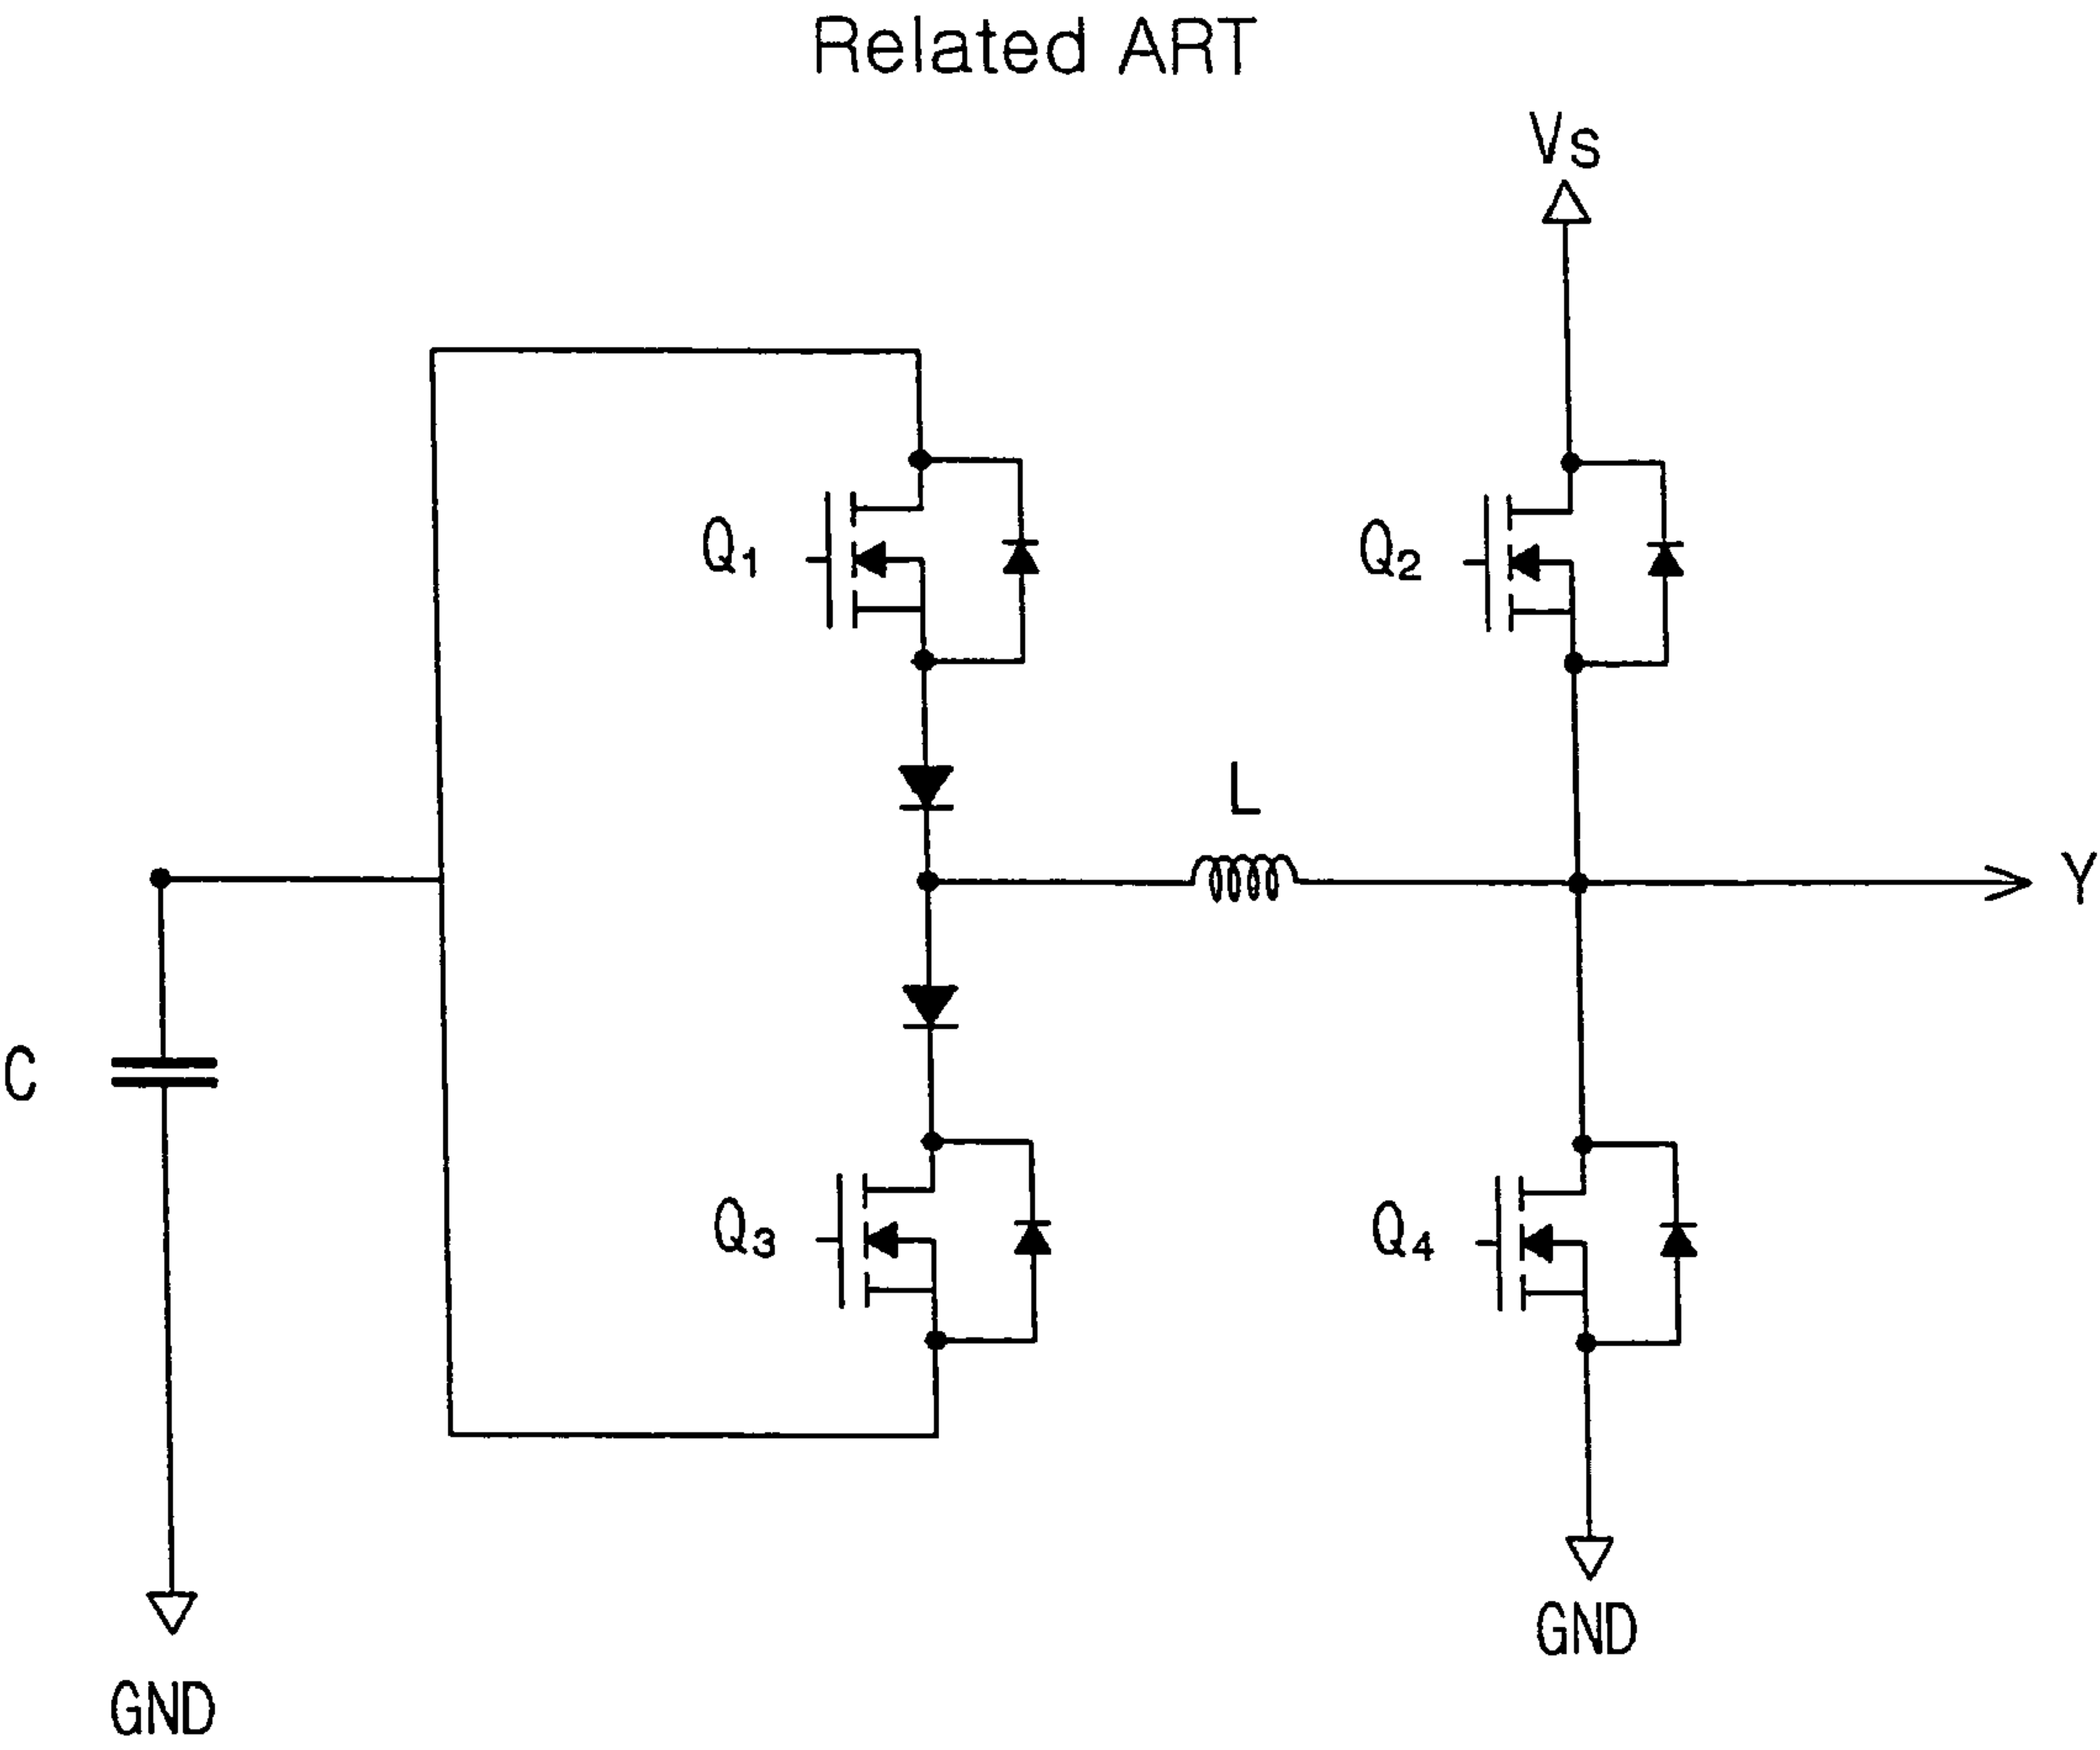 Related ART
Vs
Q1
Q2
L
Y
C
Q3
Q4
GND
GND